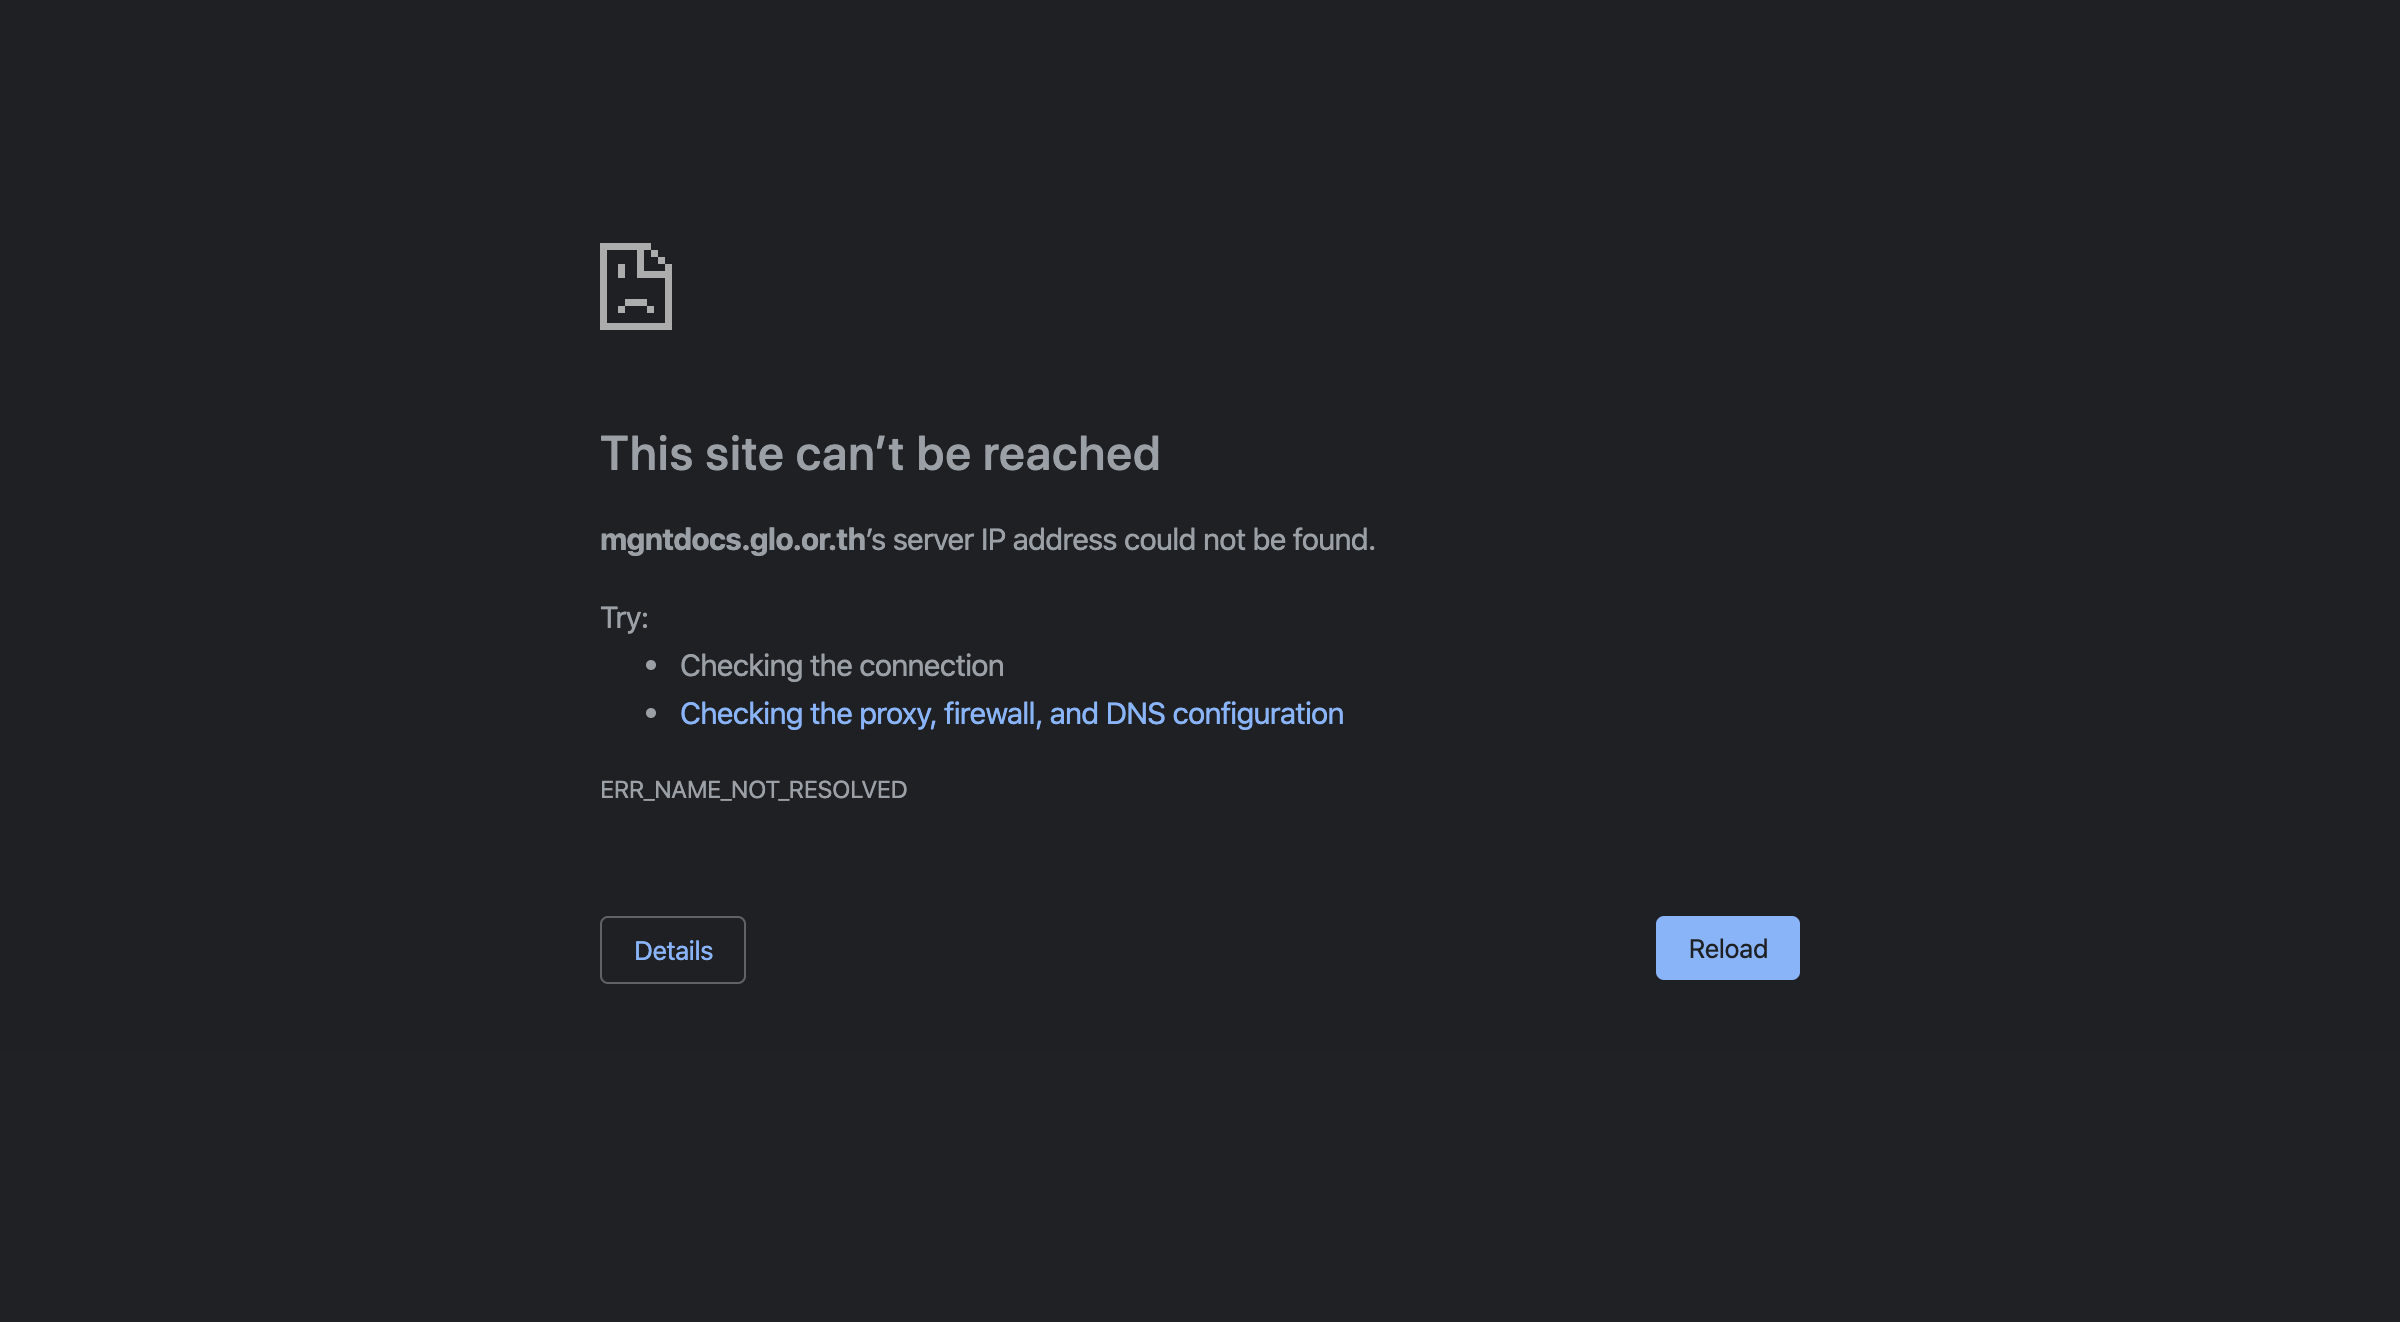 This site can’t be reached
mgntdocs.glo.or.th’s server IP address could not be found.
Try:
• Checking the connection
• Checking the proxy, firewall, and DNS configuration
ERR_NAME_NOT_RESOLVED
Details
Reload